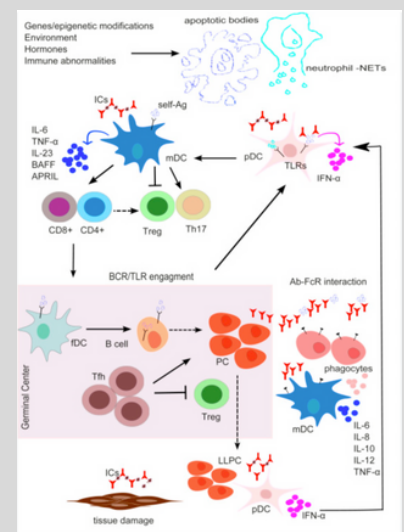 Genes/epigenetic modifications
Environment
Hormones
Immune abnormalities
apoptotic bodies
neutrophil -NETs
ICs
self-Ag
IL-6
TNF-α
IL-23
BAFF
APRIL
mDC
pDC
TLRs
IFN-α
CD8+
CD4+
Treg
Th17
BCR/TLR engagment
Ab-FcR interaction
Germinal Center
fDC
B cell
PC
phagocytes
Tfh
Treg
mDC
IL-6
IL-8
IL-10
IL-12
TNF-α
LLPC
ICs
pDC
IFN-α
tissue damage